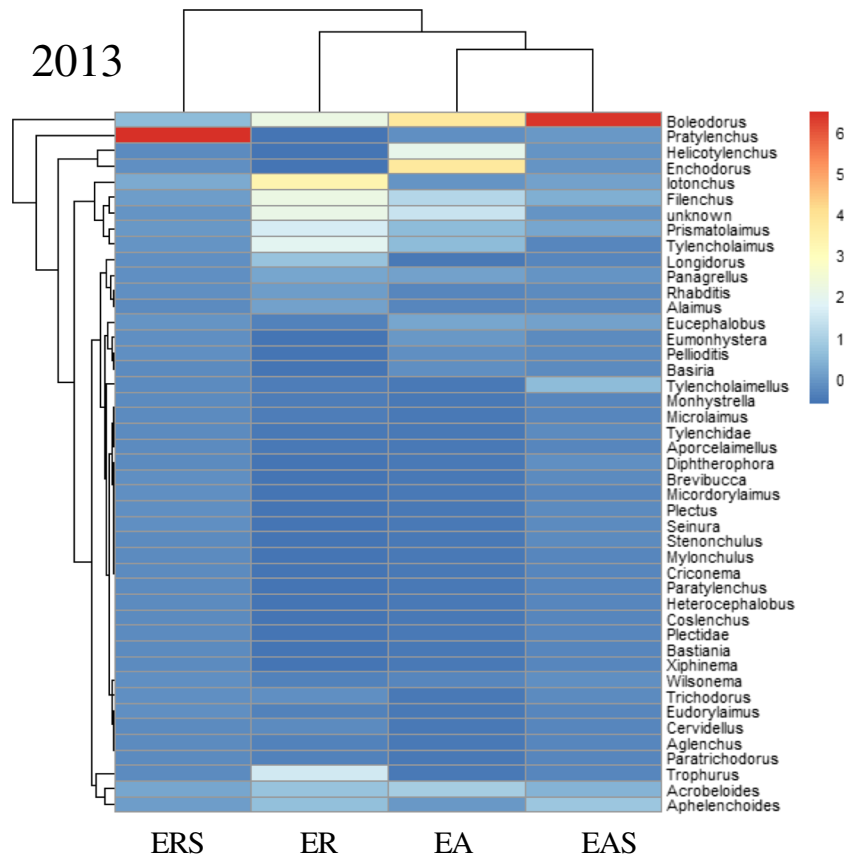 2013
Boleodorus
Pratylenchus
Helicotylenchus
Enchodorus
Iotonchus
Filenchus
unknown
Prismatolaimus
Tylencholaimus
Longidorus
Panagrellus
Rhabditis
Alaimus
Eucephalobus
Eumonhystera
Pellioditis
Basiria
Tylencholaimellus
Monhystrella
Microlaimus
Tylenchidae
Aporcelaimellus
Diphtherophora
Brevibucca
Micordorylaimus
Plectus
Seinura
Stenonchulus
Mylonchulus
Criconema
Paratylenchus
Heterocephalobus
Coslenchus
Plectidae
Bastiania
Xiphinema
Wilsonema
Trichodorus
Eudorylaimus
Cervidellus
Aglenchus
Paratrichodorus
Trophurus
Acrobeloides
Aphelenchoides
6
5
4
3
2
1
0
ERS ER EA EAS